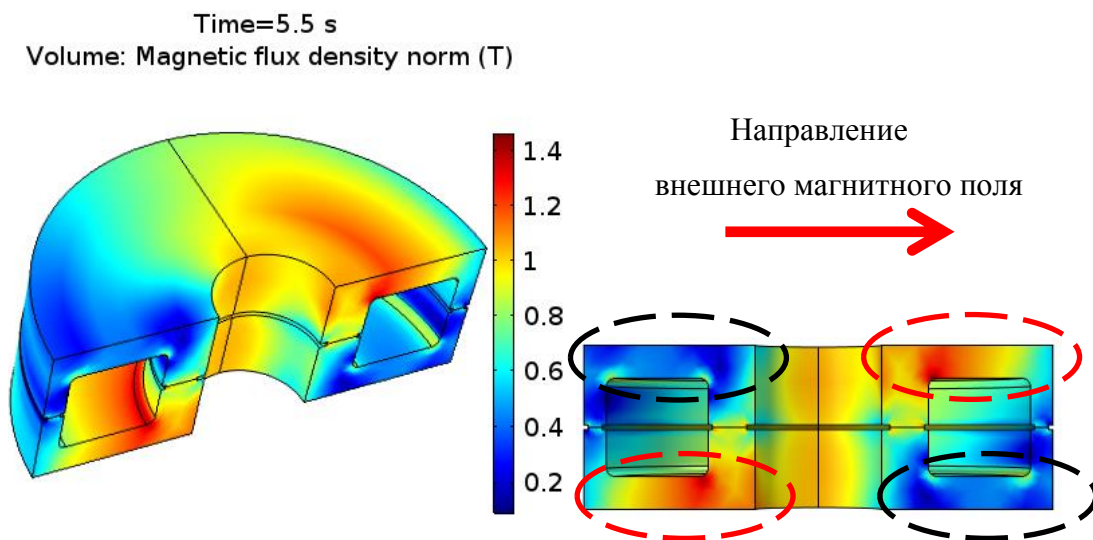 Time=5.5 s
Volume: Magnetic flux density norm (T)
1.4
1.2
1
0.8
0.6
0.4
0.2
Направление
внешнего магнитного поля